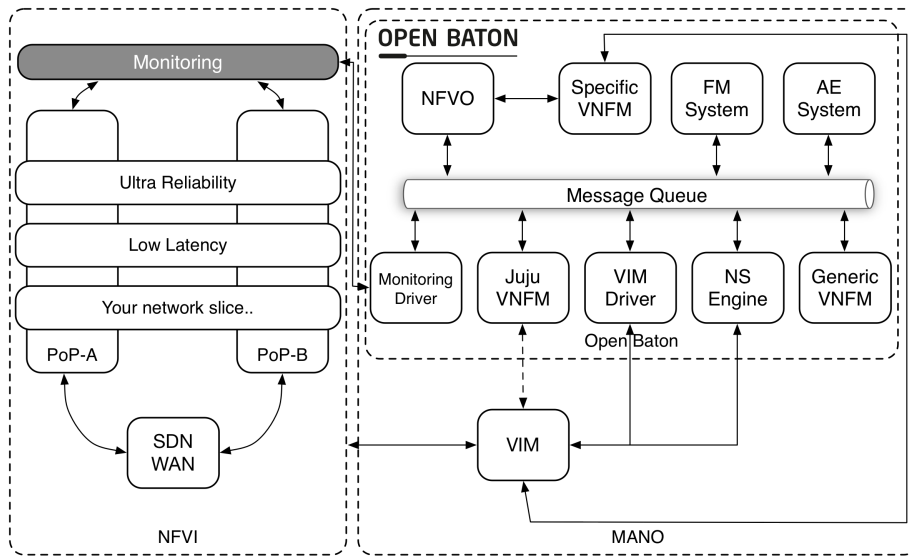 Monitoring
Ultra Reliability
Low Latency
Your network slice..
PoP-A
PoP-B
SDN
WAN
NFVI
OPEN BATON
NFVO
Specific
VNFM
FM
System
AE
System
Message Queue
Monitoring
Driver
Juju
VNFM
VIM
Driver
NS
Engine
Generic
VNFM
Open Baton
VIM
MANO